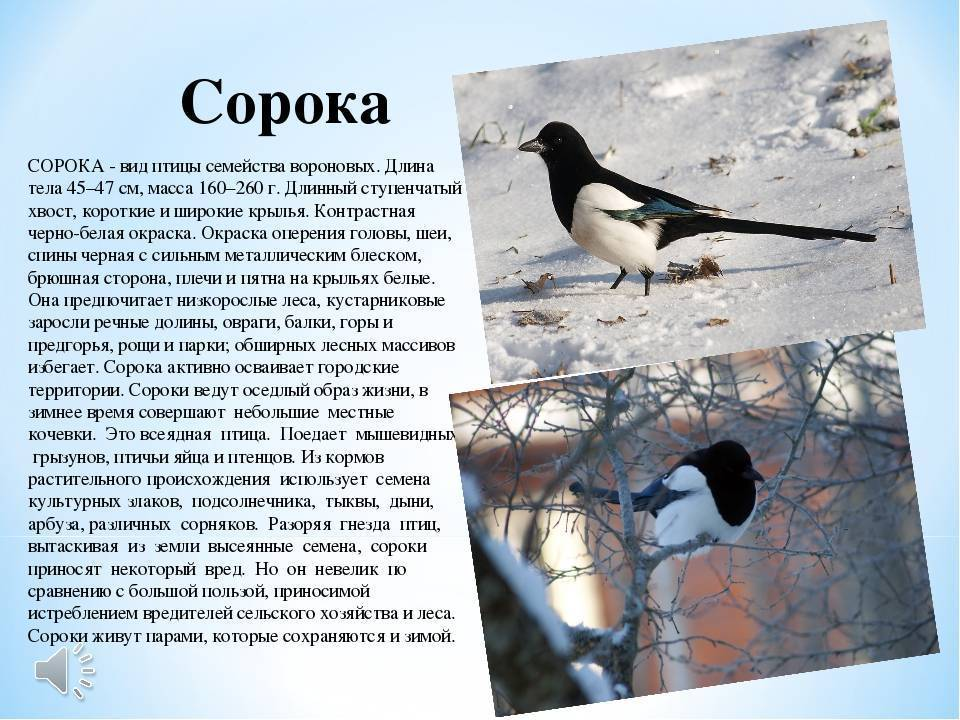 Сорока
СОРОКА - вид птицы семейства вороновых. Длина
тела 45–47 см, масса 160–260 г. Длинный ступенчатый
хвост, короткие и широкие крылья. Контрастная
черно-белая окраска. Окраска оперения головы, шеи,
спины черная с сильным металлическим блеском,
брюшная сторона, плечи и пятна на крыльях белые.
Она предпочитает низкорослые леса, кустарниковые
заросли речные долины, овраги, балки, горы и
предгорья, рощи и парки; обширных лесных массивов
избегает. Сорока активно осваивает городские
территории. Сороки ведут оседлый образ жизни, в
зимнее время совершают небольшие местные
кочевки. Это всеядная птица. Поедает мышевидных
грызунов, птичьи яйца и птенцов. Из кормов
растительного происхождения использует семена
культурных злаков, подсолнечника, тыквы, дыни,
арбуза, различных сорняков. Разоряя гнезда птиц,
вытаскивая из земли высеянные семена, сороки
приносят некоторый вред. Но он невелик по
сравнению с большой пользой, приносимой
истреблением вредителей сельского хозяйства и леса.
Сороки живут парами, которые сохраняются и зимой.